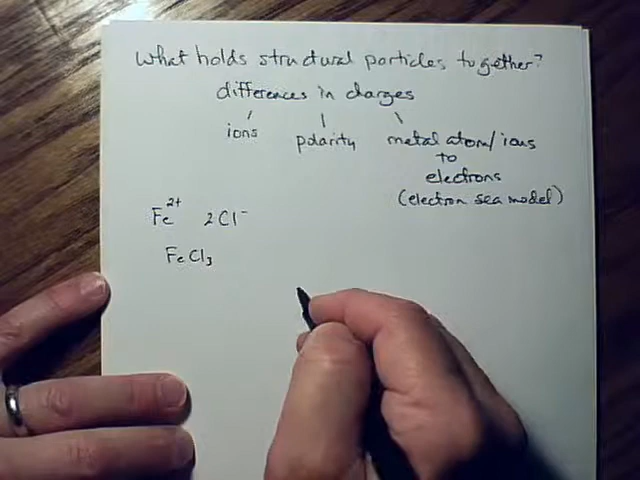 What holds structural particles together?
differences in charges
ions polarity metal atom/ions
to
electrons
(electron sea model)
Fe²⁺ 2Cl⁻
FeCl₃